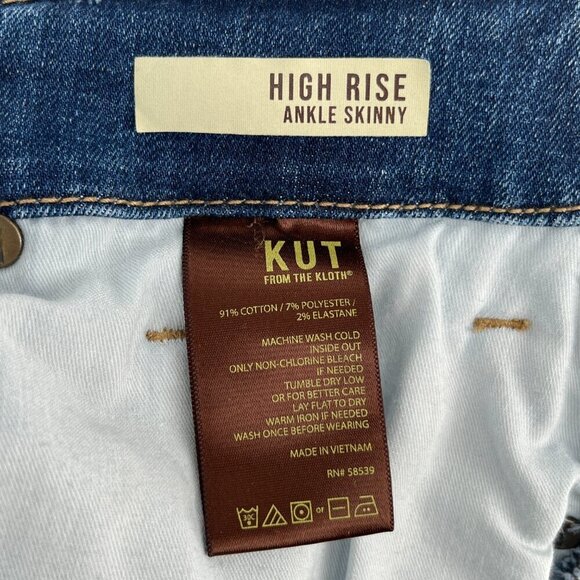 HIGH RISE
ANKLE SKINNY
KUT
FROM THE KLOTH®
91% COTTON / 7% POLYESTER /
2% ELASTANE
MACHINE WASH COLD
INSIDE OUT
ONLY NON-CHLORINE BLEACH
IF NEEDED
TUMBLE DRY LOW
OR FOR BETTER CARE
LAY FLAT TO DRY
WARM IRON IF NEEDED
WASH ONCE BEFORE WEARING
MADE IN VIETNAM
RN# 58539
30C or